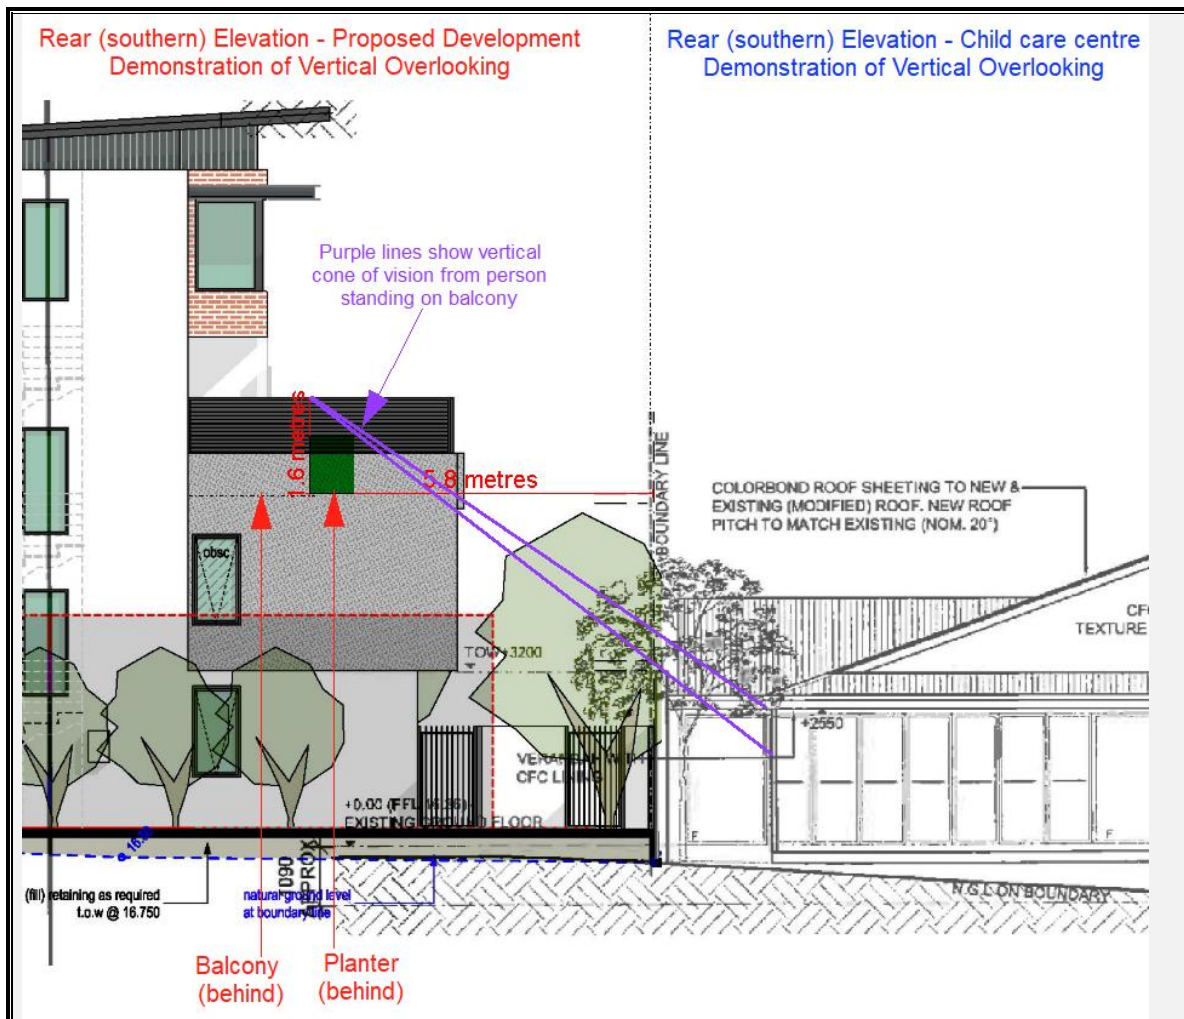 Rear (southern) Elevation - Proposed Development
Demonstration of Vertical Overlooking
Rear (southern) Elevation - Child care centre
Demonstration of Vertical Overlooking
Purple lines show vertical
cone of vision from person
standing on balcony
1.6 metres
5.8 metres
BOUNDARY LINE
COLORBOND ROOF SHEETING TO NEW &
EXISTING (MODIFIED) ROOF. NEW ROOF
PITCH TO MATCH EXISTING (NOM. 20°)
obsc
TEXTURE
TOW+3200
+2550
CFC LINING
EXISTING GROUND FLOOR
F
F
1090
APPROX
(fill) retaining as required
t.o.w @ 16.750
natural ground level
at boundary line
N.G.L ON BOUNDARY
Balcony
(behind)
Planter
(behind)